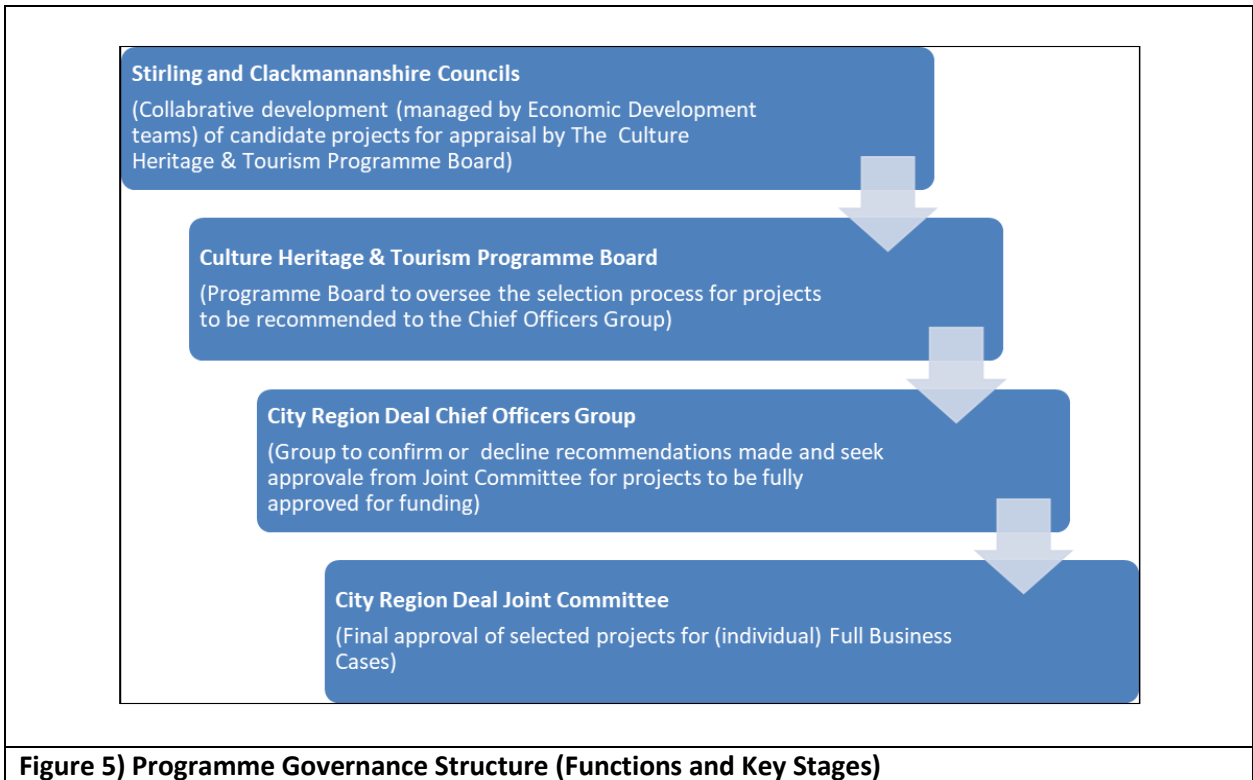 Stirling and Clackmannanshire Councils
(Collabrative development (managed by Economic Development
teams) of candidate projects for appraisal by The Culture
Heritage & Tourism Programme Board)
Culture Heritage & Tourism Programme Board
(Programme Board to oversee the selection process for projects
to be recommended to the Chief Officers Group)
City Region Deal Chief Officers Group
(Group to confirm or decline recommendations made and seek
approvale from Joint Committee for projects to be fully
approved for funding)
City Region Deal Joint Committee
(Final approval of selected projects for (individual) Full Business
Cases)
Figure 5) Programme Governance Structure (Functions and Key Stages)